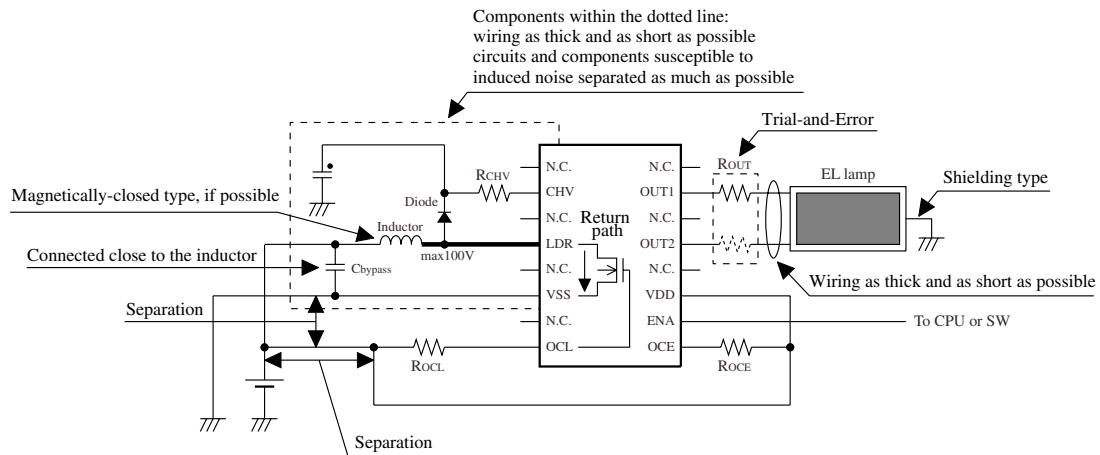 Components within the dotted line:
wiring as thick and as short as possible
circuits and components susceptible to
induced noise separated as much as possible
Trial-and-Error
ROUT
EL lamp
Shielding type
Magnetically-closed type, if possible
RCHV
Diode
Inductor
max100V
Connected close to the inductor
Cbypass
Separation
N.C.
CHV
N.C.
LDR
N.C.
VSS
N.C.
OCL
Return
path
N.C.
OUT1
N.C.
OUT2
N.C.
VDD
ENA
OCE
Wiring as thick and as short as possible
To CPU or SW
ROCL
ROCE
Separation